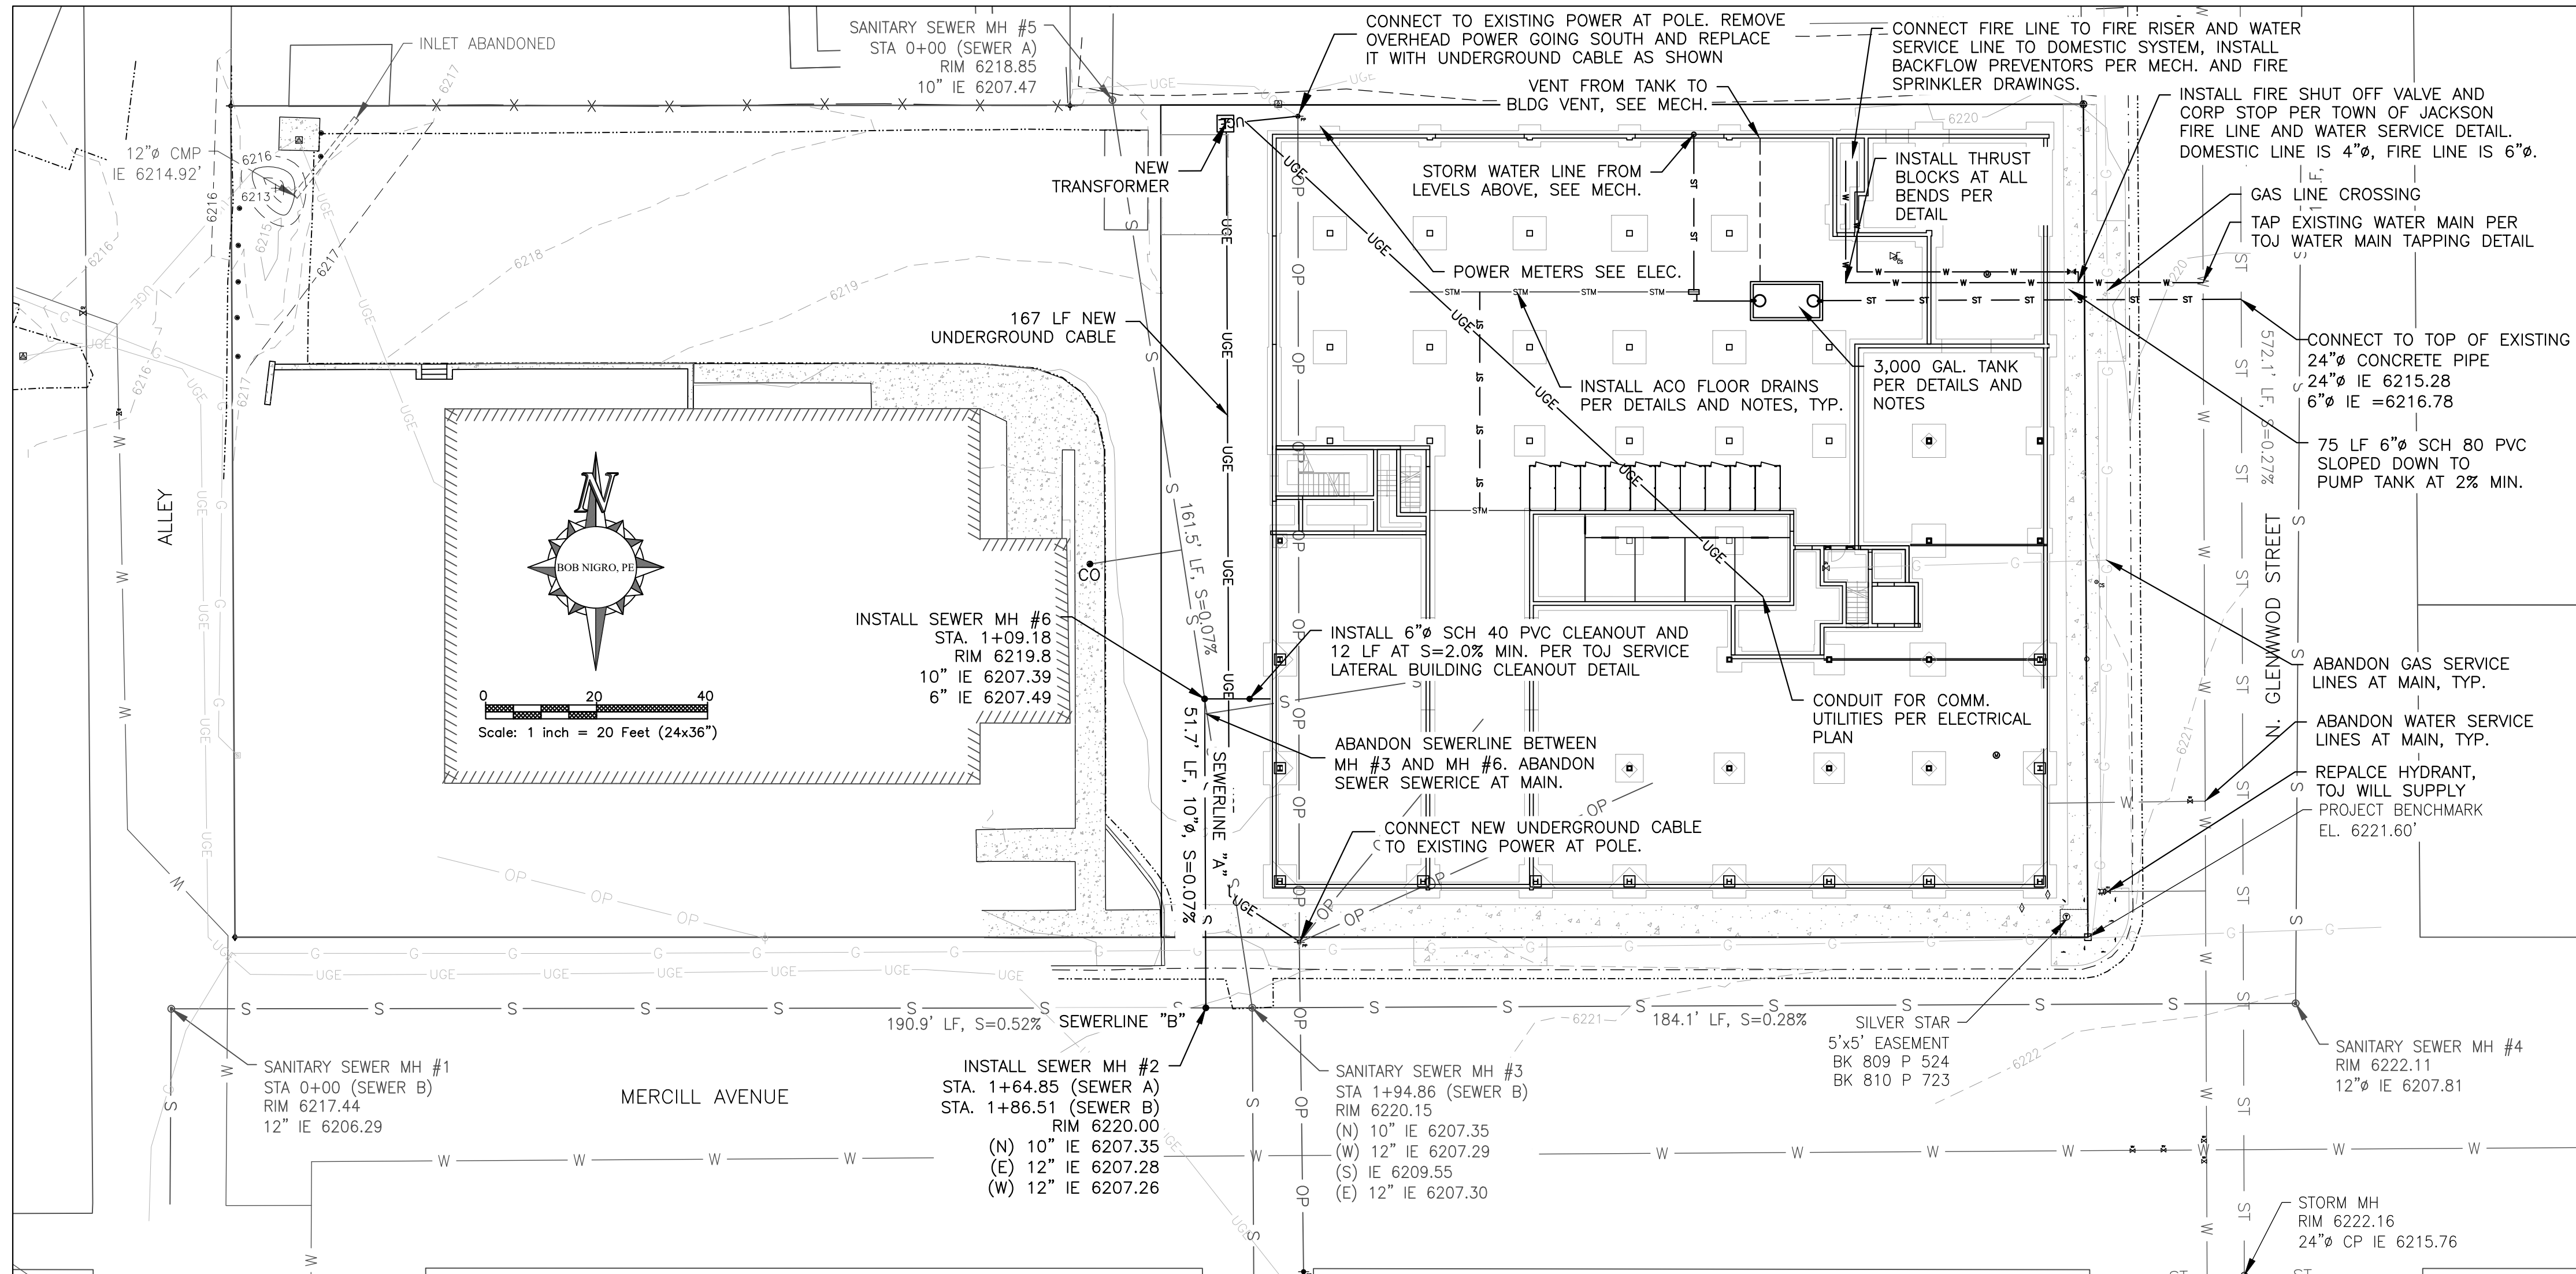 SANITARY SEWER MH #5
STA 0+00 (SEWER A)
RIM 6218.85
10" IE 6207.47
INLET ABANDONED
CONNECT TO EXISTING POWER AT POLE. REMOVE
OVERHEAD POWER GOING SOUTH AND REPLACE
IT WITH UNDERGROUND CABLE AS SHOWN
CONNECT FIRE LINE TO FIRE RISER AND WATER
SERVICE LINE TO DOMESTIC SYSTEM, INSTALL
BACKFLOW PREVENTORS PER MECH. AND FIRE
SPRINKLER DRAWINGS.
VENT FROM TANK TO
BLDG VENT, SEE MECH.
INSTALL FIRE SHUT OFF VALVE AND
CORP STOP PER TOWN OF JACKSON
FIRE LINE AND WATER SERVICE DETAIL.
DOMESTIC LINE IS 4"ø, FIRE LINE IS 6"ø.
12"ø CMP
IE 6214.92'
6217
6216
6213
6215
6216
6217
6216
6216
6217
6218
6219
6220
6220
NEW
TRANSFORMER
STORM WATER LINE FROM
LEVELS ABOVE, SEE MECH.
INSTALL THRUST
BLOCKS AT ALL
BENDS PER
DETAIL
GAS LINE CROSSING
TAP EXISTING WATER MAIN PER
TOJ WATER MAIN TAPPING DETAIL
POWER METERS SEE ELEC.
167 LF NEW
UNDERGROUND CABLE
CONNECT TO TOP OF EXISTING
24"ø CONCRETE PIPE
24"ø IE 6215.28
6"ø IE =6216.78
572.1' LF, S=0.27%
INSTALL ACO FLOOR DRAINS
PER DETAILS AND NOTES, TYP.
3,000 GAL. TANK
PER DETAILS AND
NOTES
75 LF 6"ø SCH 80 PVC
SLOPED DOWN TO
PUMP TANK AT 2% MIN.
ALLEY
N
BOB NIGRO, PE
CO
161.5' LF, S=0.07%
N. GLENWWOD STREET
INSTALL SEWER MH #6
STA. 1+09.18
RIM 6219.8
10" IE 6207.39
6" IE 6207.49
INSTALL 6"ø SCH 40 PVC CLEANOUT AND
12 LF AT S=2.0% MIN. PER TOJ SERVICE
LATERAL BUILDING CLEANOUT DETAIL
0 20 40
Scale: 1 inch = 20 Feet (24x36")
ABANDON GAS SERVICE
LINES AT MAIN, TYP.
CONDUIT FOR COMM.
UTILITIES PER ELECTRICAL
PLAN
ABANDON WATER SERVICE
LINES AT MAIN, TYP.
ABANDON SEWERLINE BETWEEN
MH #3 AND MH #6. ABANDON
SEWER SEWERICE AT MAIN.
51.7' LF, 10"ø, S=0.07%
SEWERLINE "A"
REPALCE HYDRANT,
TOJ WILL SUPPLY
PROJECT BENCHMARK
EL. 6221.60'
6221
CONNECT NEW UNDERGROUND CABLE
TO EXISTING POWER AT POLE.
190.9' LF, S=0.52%
SEWERLINE "B"
6221
184.1' LF, S=0.28%
6222
SILVER STAR
5'x5' EASEMENT
BK 809 P 524
BK 810 P 723
SANITARY SEWER MH #1
STA 0+00 (SEWER B)
RIM 6217.44
12" IE 6206.29
MERCILL AVENUE
INSTALL SEWER MH #2
STA. 1+64.85 (SEWER A)
STA. 1+86.51 (SEWER B)
RIM 6220.00
(N) 10" IE 6207.35
(E) 12" IE 6207.28
(W) 12" IE 6207.26
SANITARY SEWER MH #3
STA 1+94.86 (SEWER B)
RIM 6220.15
(N) 10" IE 6207.35
(W) 12" IE 6207.29
(S) IE 6209.55
(E) 12" IE 6207.30
SANITARY SEWER MH #4
RIM 6222.11
12"ø IE 6207.81
STORM MH
RIM 6222.16
24"ø CP IE 6215.76